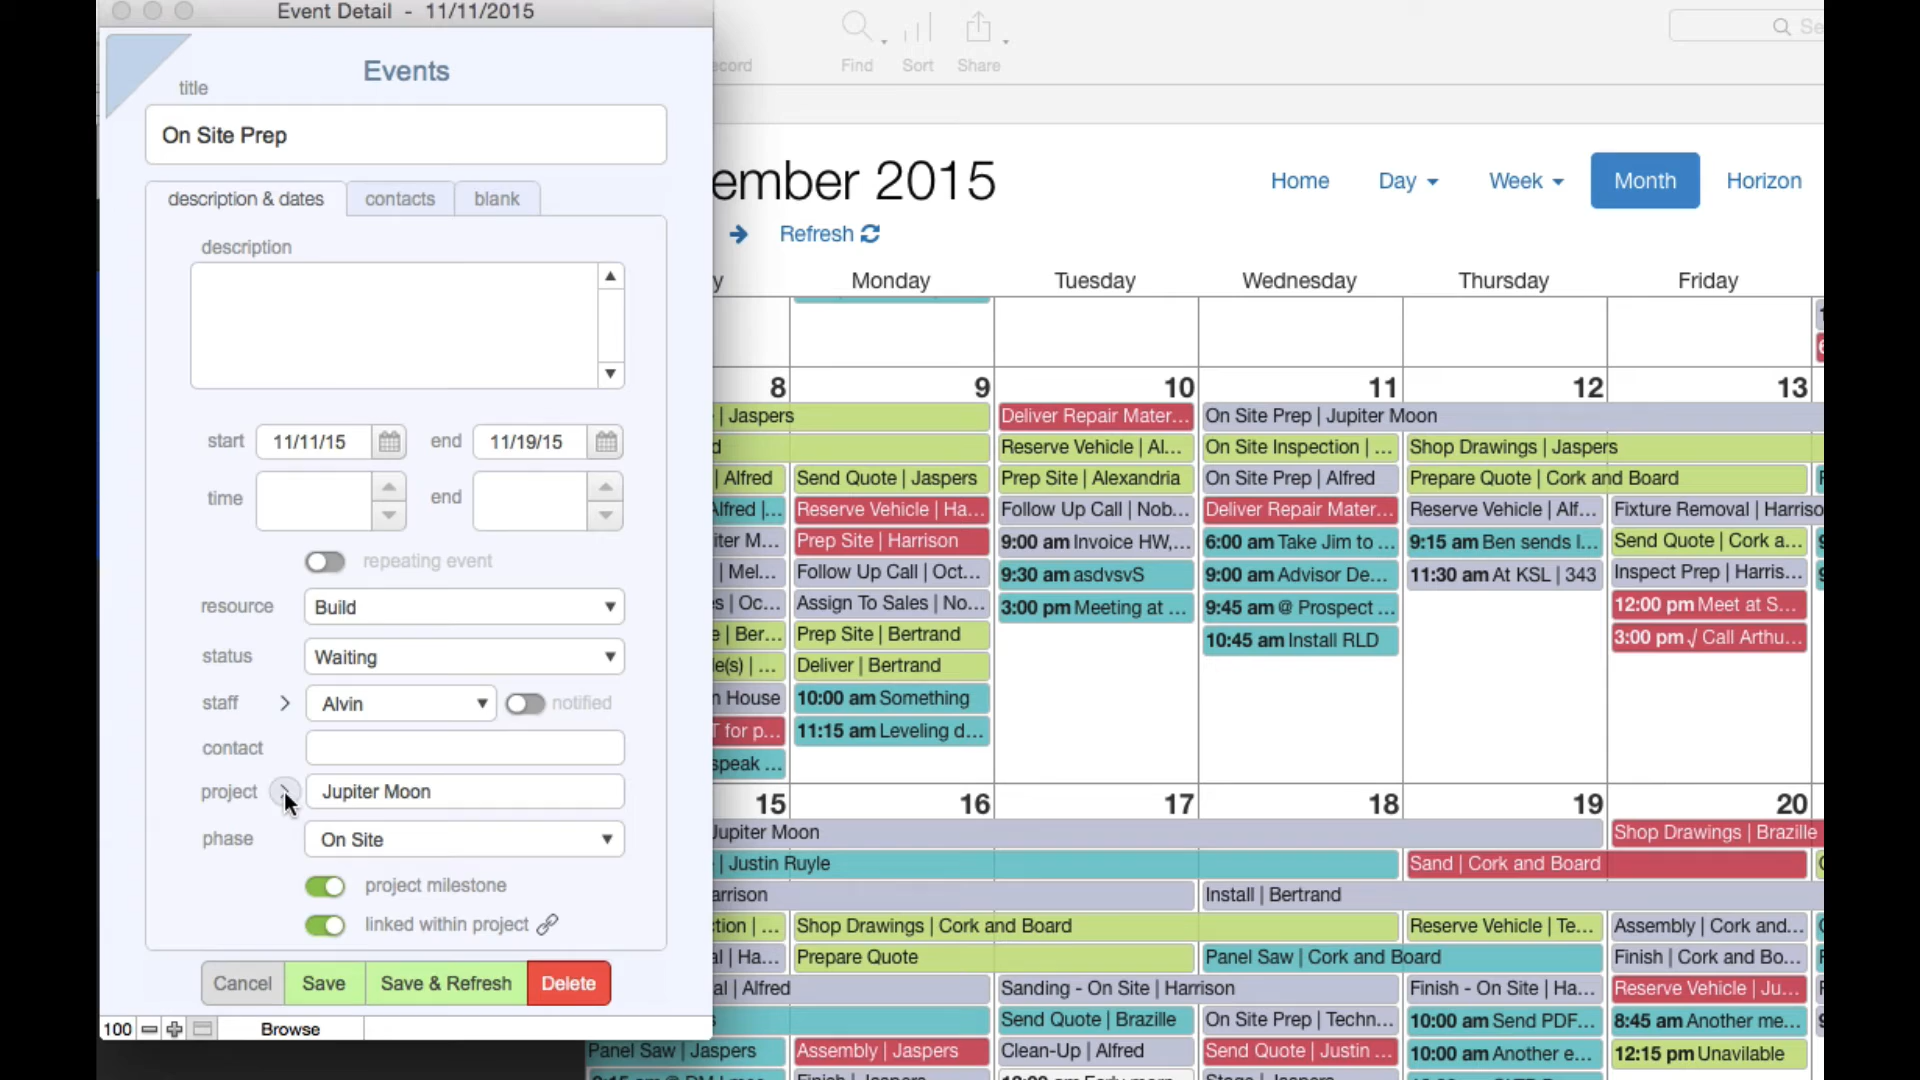 Event Detail - 11/11/2015
Events
title
On Site Prep
description & dates
contacts
blank
description
start 11/11/15 end 11/19/15
time end
repeating event
resource Build
status Waiting
staff Alvin notified
contact
project Jupiter Moon
phase On Site
project milestone
linked within project
Cancel Save Save & Refresh Delete
100 Browse
Find Sort Share
ember 2015
Home Day Week Month Horizon
Refresh
Monday Tuesday Wednesday Thursday Friday
8
| Jaspers
| Alfred
Alfred |...
iter M...
| Mel...
s | Oc...
e | Ber...
le(s) | ...
n House
T for p...
speak ...
9
Send Quote | Jaspers
Reserve Vehicle | Ha...
Prep Site | Harrison
Follow Up Call | Oct...
Assign To Sales | No...
Prep Site | Bertrand
Deliver | Bertrand
10:00 am Something
11:15 am Leveling d...
10
Deliver Repair Mater...
Reserve Vehicle | Al...
Prep Site | Alexandria
Follow Up Call | Nob...
9:00 am Invoice HW,...
9:30 am asdvsvS
3:00 pm Meeting at ...
11
On Site Prep | Jupiter Moon
On Site Inspection | ...
On Site Prep | Alfred
Deliver Repair Mater...
6:00 am Take Jim to ...
9:00 am Advisor De...
9:45 am @ Prospect ...
10:45 am Install RLD
12
Shop Drawings | Jaspers
Prepare Quote | Cork and Board
Reserve Vehicle | Alf...
9:15 am Ben sends I...
11:30 am At KSL | 343
13
Fixture Removal | Harriso
Send Quote | Cork a...
Inspect Prep | Harris...
12:00 pm Meet at S...
3:00 pm √ Call Arthu...
15
Jupiter Moon
| Justin Ruyle
arrison
ction | ...
al | Ha...
al | Alfred
Panel Saw | Jaspers
16
Shop Drawings | Cork and Board
Prepare Quote
Assembly | Jaspers
17
Sanding - On Site | Harrison
Send Quote | Brazille
Clean-Up | Alfred
18
Install | Bertrand
Panel Saw | Cork and Board
On Site Prep | Techn...
Send Quote | Justin ...
19
Sand | Cork and Board
Reserve Vehicle | Te...
Finish - On Site | Ha...
10:00 am Send PDF...
10:00 am Another e...
20
Shop Drawings | Brazille
Assembly | Cork and...
Finish | Cork and Bo...
Reserve Vehicle | Ju...
8:45 am Another me...
12:15 pm Unavailable